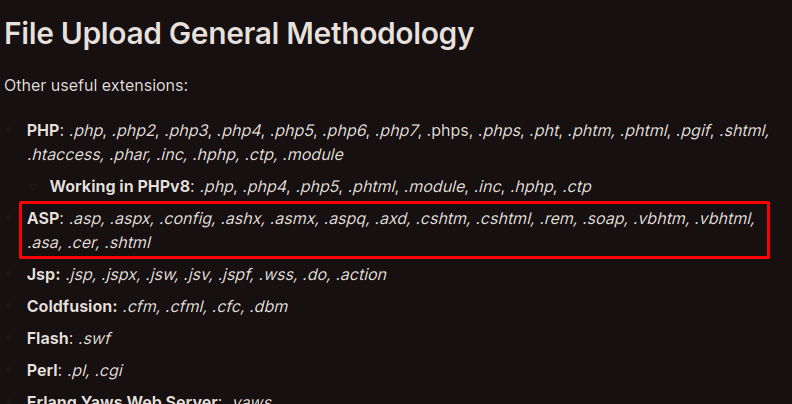 File Upload General Methodology
Other useful extensions:
PHP: .php, .php2, .php3, .php4, .php5, .php6, .php7, .phps, .phps, .pht, .phtm, .phtml, .pgif, .shtml,
.htaccess, .phar, .inc, .hphp, .ctp, .module
Working in PHPv8: .php, .php4, .php5, .phtml, .module, .inc, .hphp, .ctp
ASP: .asp, .aspx, .config, .ashx, .asmx, .aspq, .axd, .cshtm, .cshtml, .rem, .soap, .vbhtm, .vbhtml,
.asa, .cer, .shtml
Jsp: .jsp, .jspx, .jsw, .jsv, .jspf, .wss, .do, .action
Coldfusion: .cfm, .cfml, .cfc, .dbm
Flash: .swf
Perl: .pl, .cgi
Erlang Yaws Web Server: .yaws